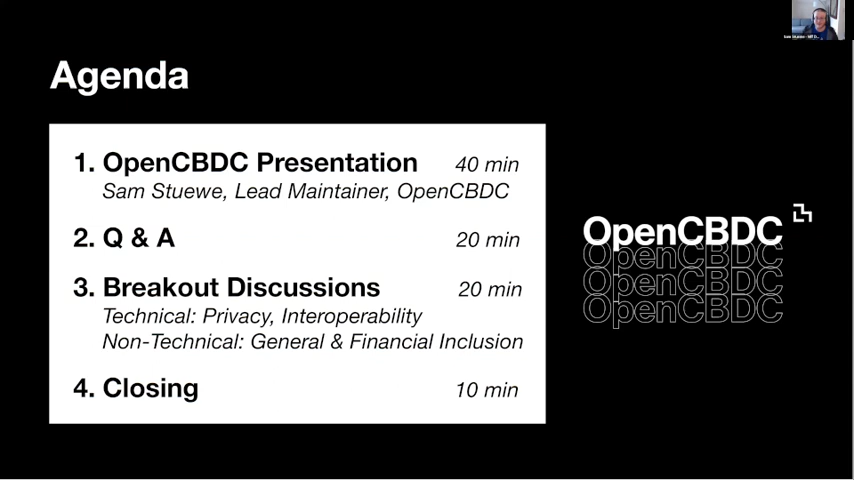 Agenda
1. OpenCBDC Presentation 40 min
Sam Stuewe, Lead Maintainer, OpenCBDC
2. Q & A 20 min
3. Breakout Discussions 20 min
Technical: Privacy, Interoperability
Non-Technical: General & Financial Inclusion
4. Closing 10 min
OpenCBDC
OpenCBDC
OpenCBDC
OpenCBDC